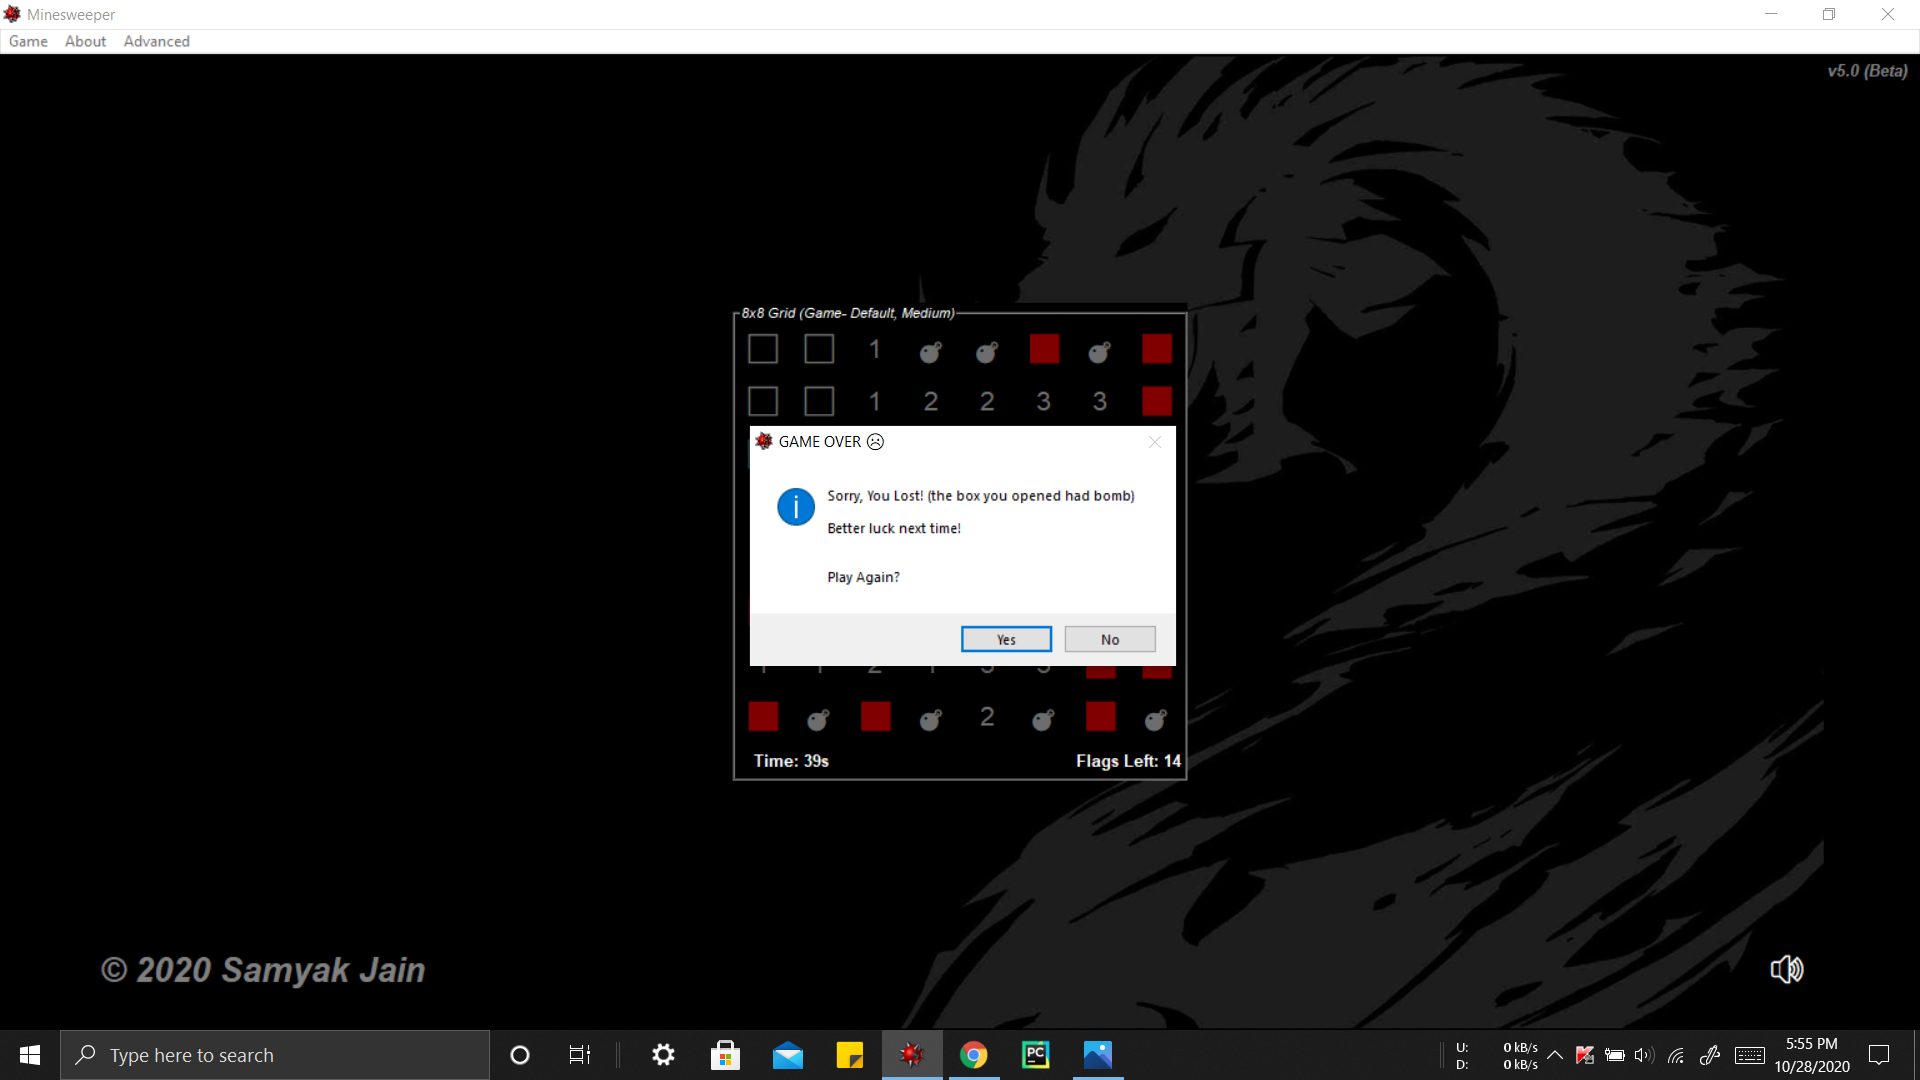 Minesweeper
Game About Advanced
v5.0 (Beta)
8x8 Grid (Game- Default, Medium)
1
1 2 2 3 3
GAME OVER ☹
Sorry, You Lost! (the box you opened had bomb)
Better luck next time!
Play Again?
Yes No
2
Time: 39s Flags Left: 14
© 2020 Samyak Jain
Type here to search
PC
U: 0 kB/s
D: 0 kB/s
5:55 PM
10/28/2020